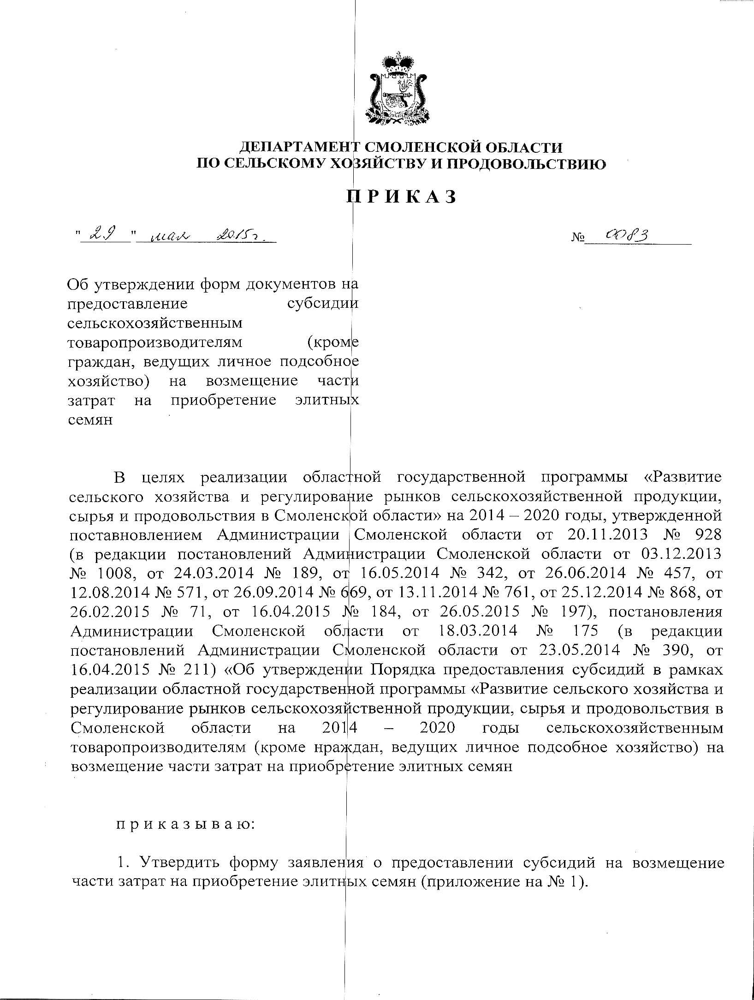 ДЕПАРТАМЕНТ СМОЛЕНСКОЙ ОБЛАСТИ
ПО СЕЛЬСКОМУ ХОЗЯЙСТВУ И ПРОДОВОЛЬСТВИЮ
П Р И К А З
" 29 " мая 2015г.
№ 0083
Об утверждении форм документов на
предоставление субсидии
сельскохозяйственным
товаропроизводителям (кроме
граждан, ведущих личное подсобное
хозяйство) на возмещение части
затрат на приобретение элитных
семян
В целях реализации областной государственной программы «Развитие
сельского хозяйства и регулирование рынков сельскохозяйственной продукции,
сырья и продовольствия в Смоленской области» на 2014 – 2020 годы, утвержденной
поставновлением Администрации Смоленской области от 20.11.2013 № 928
(в редакции постановлений Администрации Смоленской области от 03.12.2013
№ 1008, от 24.03.2014 № 189, от 16.05.2014 № 342, от 26.06.2014 № 457, от
12.08.2014 № 571, от 26.09.2014 № 669, от 13.11.2014 № 761, от 25.12.2014 № 868, от
26.02.2015 № 71, от 16.04.2015 № 184, от 26.05.2015 № 197), постановления
Администрации Смоленской области от 18.03.2014 № 175 (в редакции
постановлений Администрации Смоленской области от 23.05.2014 № 390, от
16.04.2015 № 211) «Об утверждении Порядка предоставления субсидий в рамках
реализации областной государственной программы «Развитие сельского хозяйства и
регулирование рынков сельскохозяйственной продукции, сырья и продовольствия в
Смоленской области на 2014 – 2020 годы сельскохозяйственным
товаропроизводителям (кроме нраждан, ведущих личное подсобное хозяйство) на
возмещение части затрат на приобретение элитных семян
п р и к а з ы в а ю:
1. Утвердить форму заявления о предоставлении субсидий на возмещение
части затрат на приобретение элитных семян (приложение на № 1).